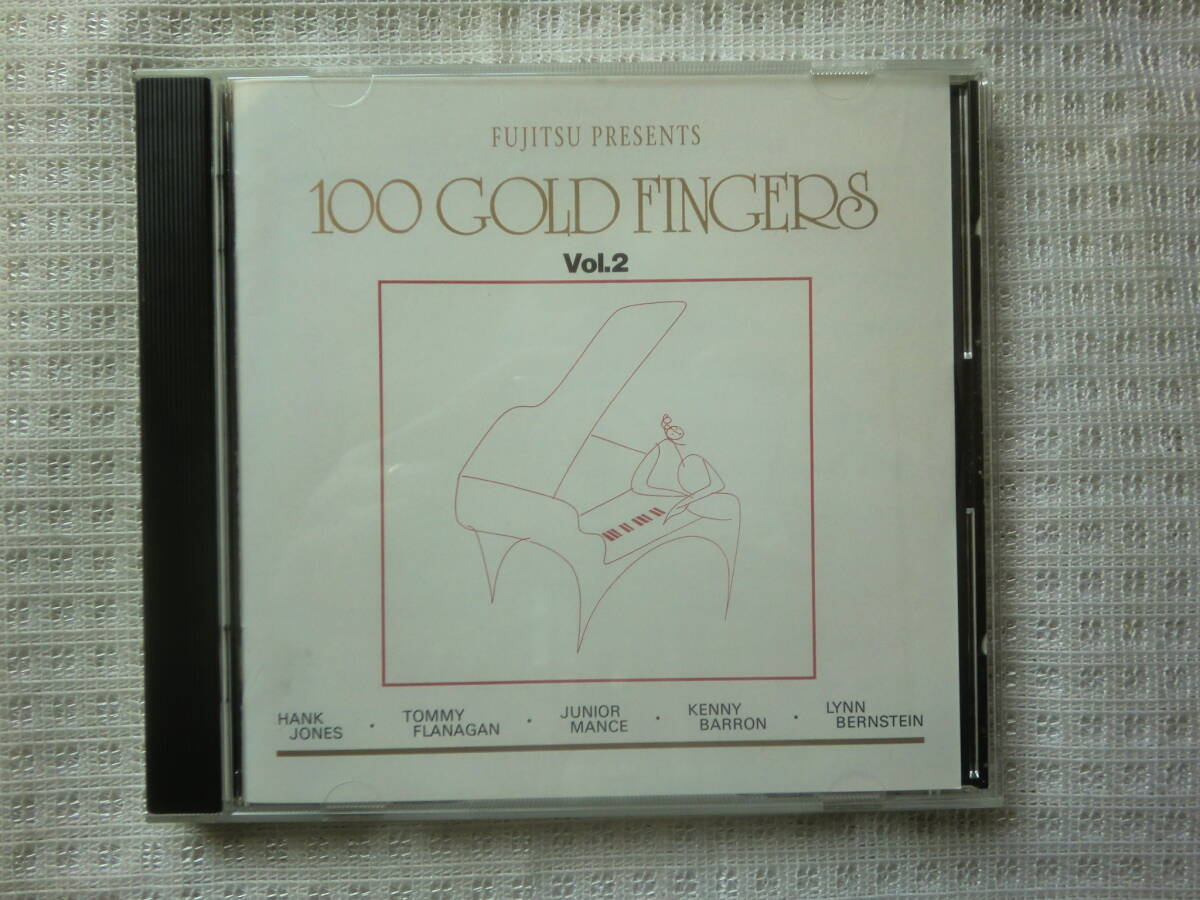 FUJITSU PRESENTS
100 GOLD FINGERS
Vol.2
HANK JONES · TOMMY FLANAGAN · JUNIOR MANCE · KENNY BARRON · LYNN BERNSTEIN